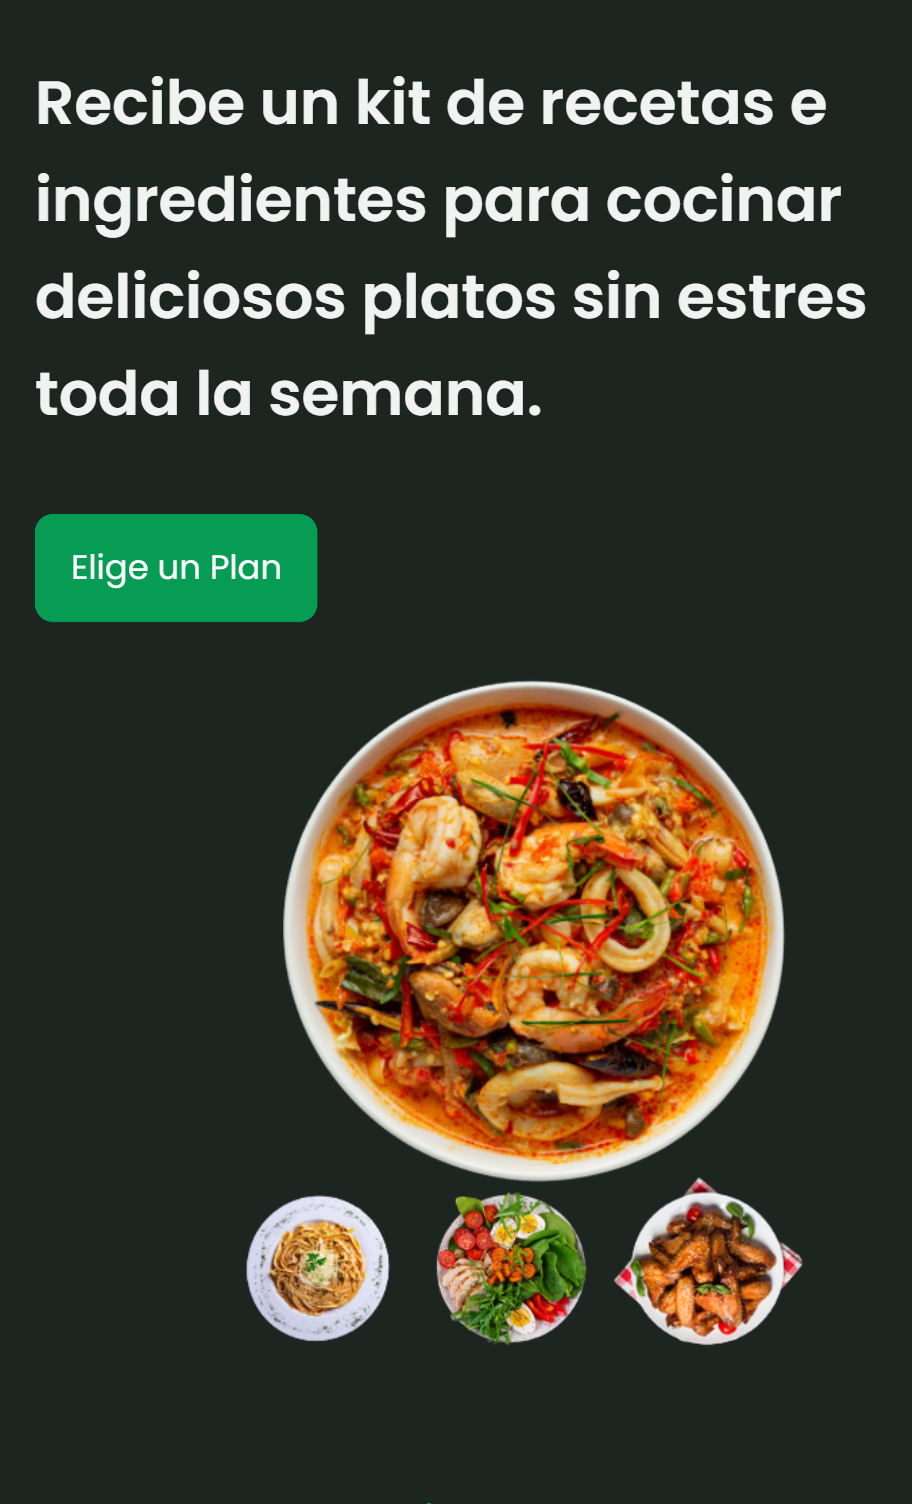 Recibe un kit de recetas e
ingredientes para cocinar
deliciosos platos sin estres
toda la semana.
Elige un Plan